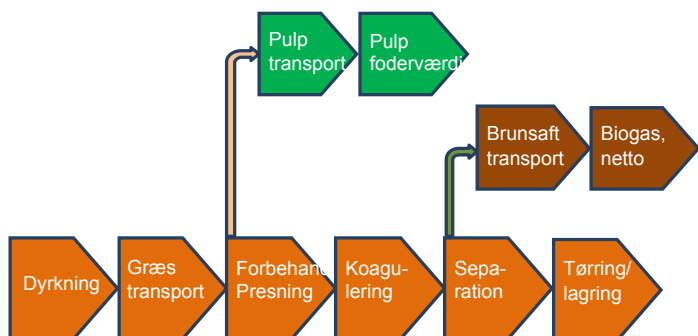 Pulp
transport
Pulp
foderværdi
Brunsaft
transport
Biogas,
netto
Dyrkning
Græs
transport
Forbehand
Presning
Koagu-
lering
Sepa-
ration
Tørring/
lagring